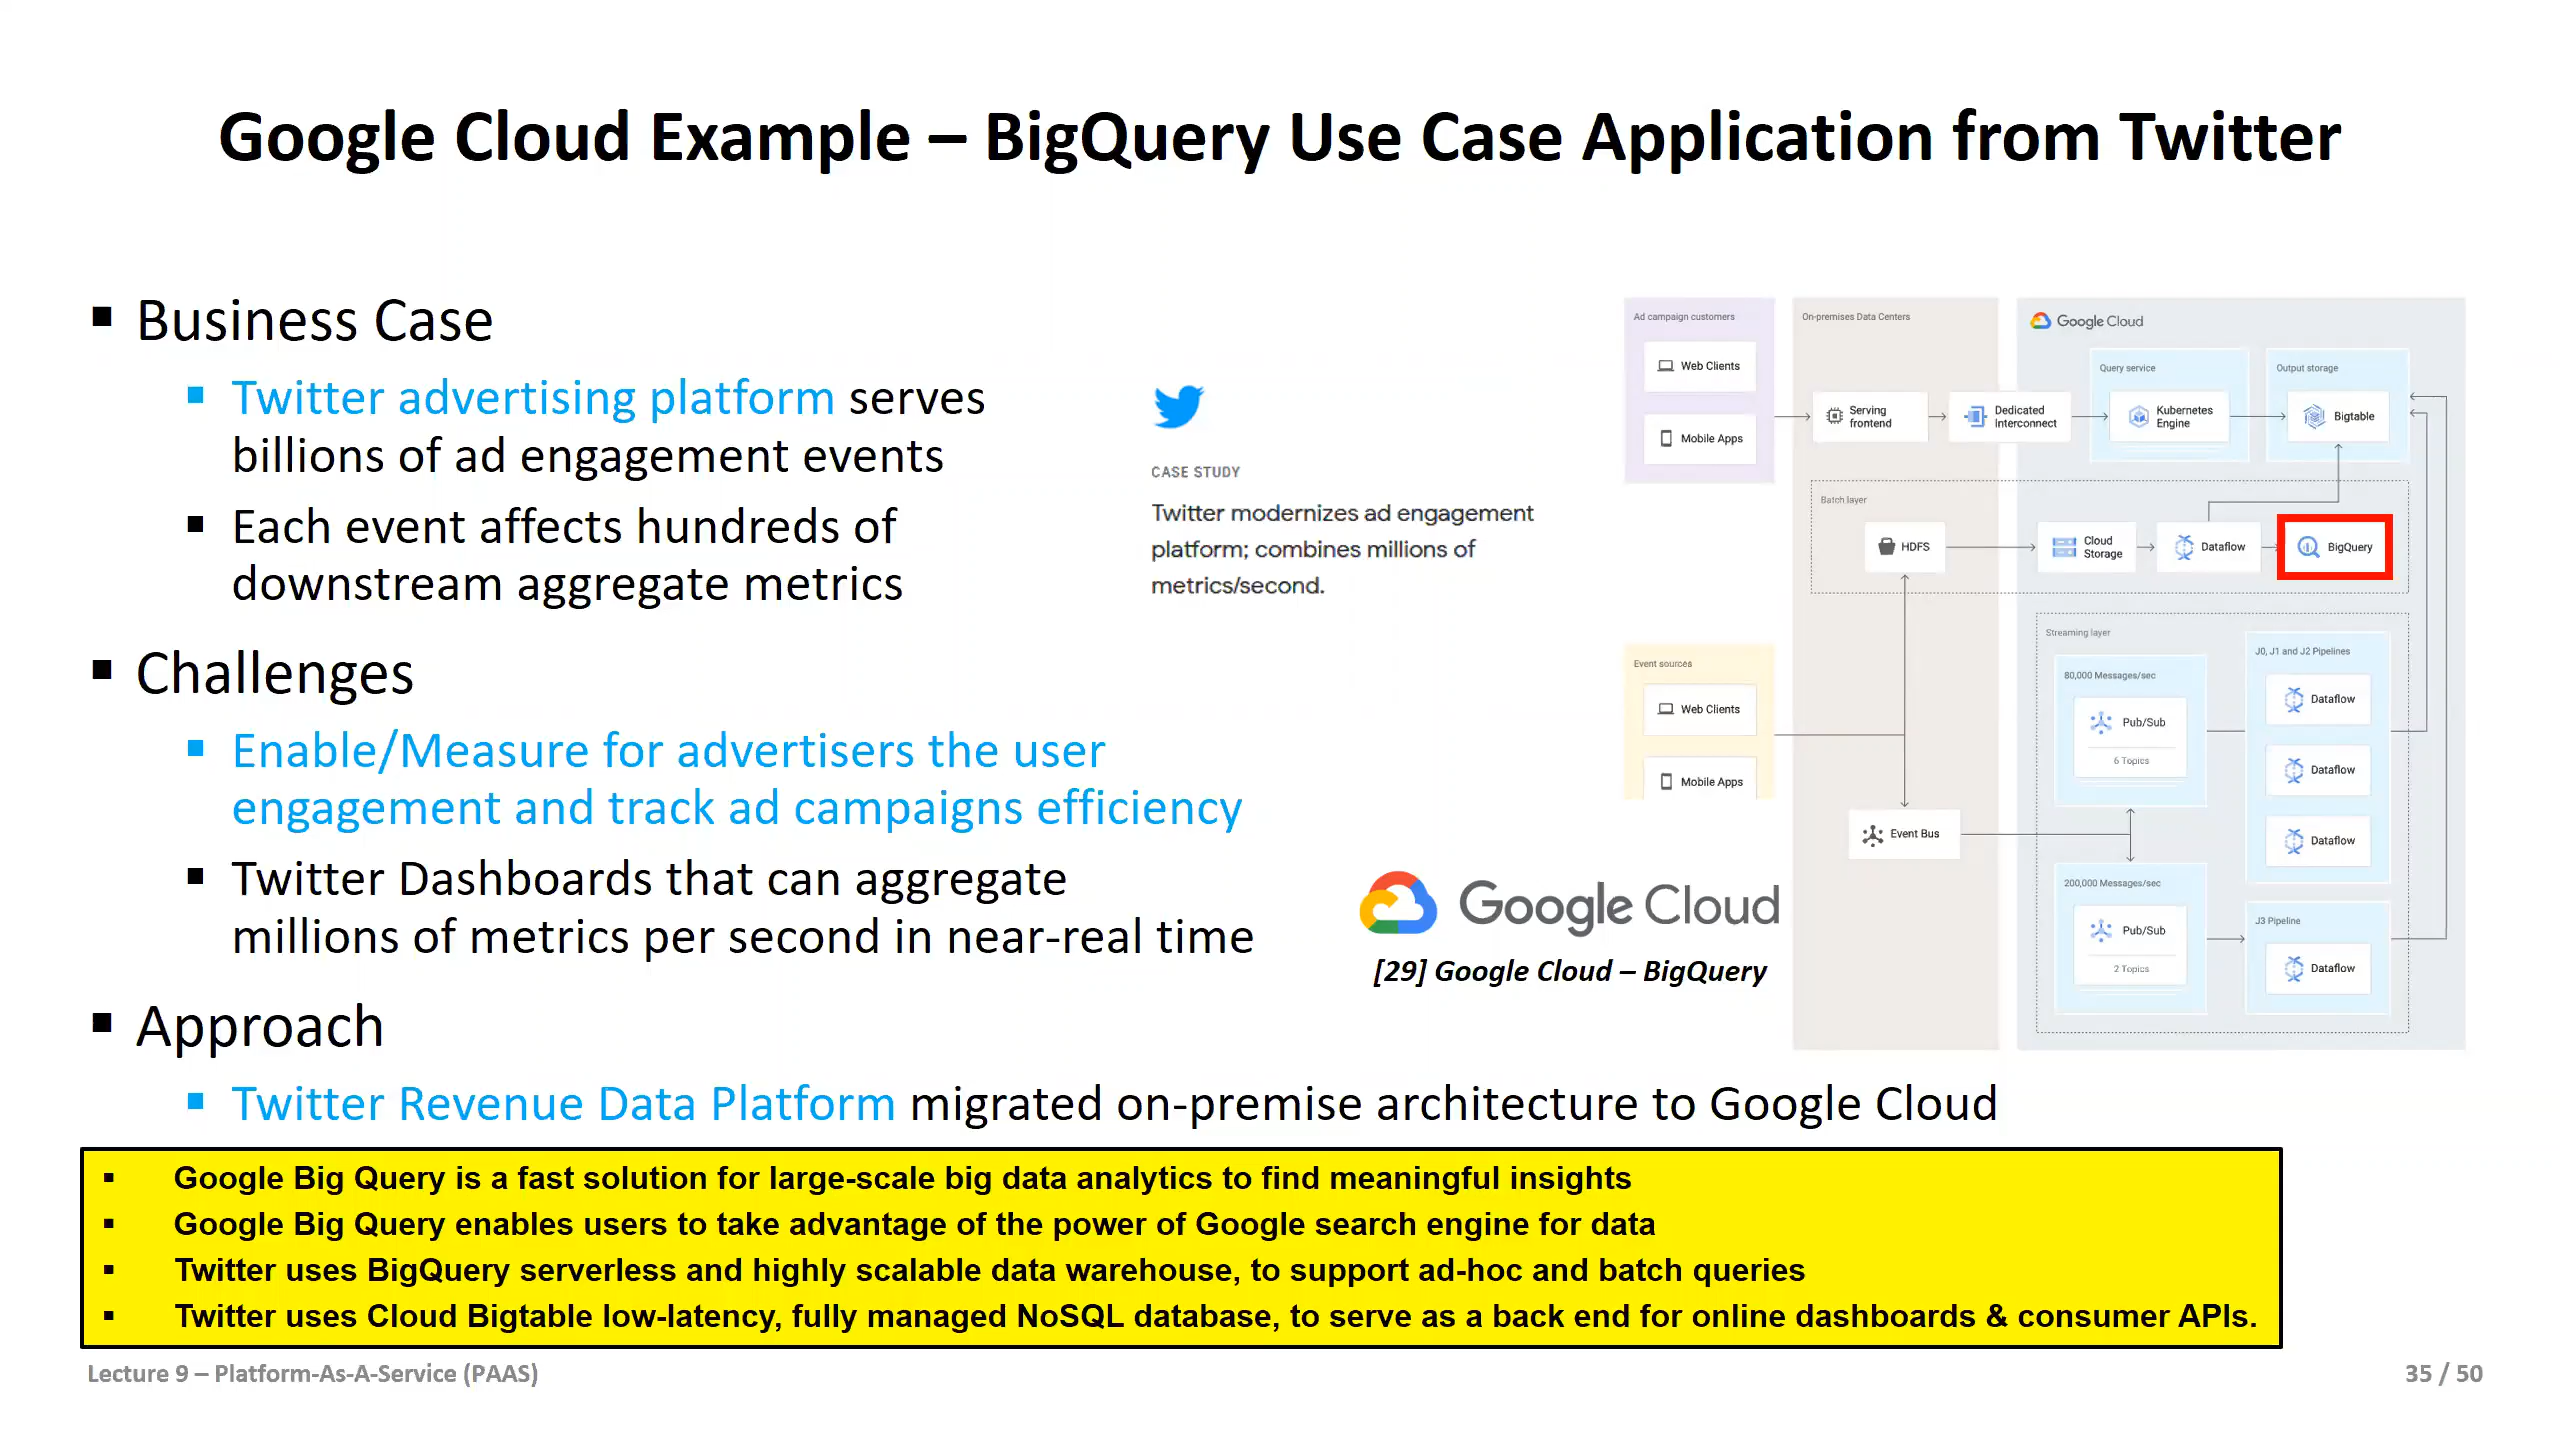 Google Cloud Example – BigQuery Use Case Application from Twitter
▪ Business Case
▪ Twitter advertising platform serves
billions of ad engagement events
▪ Each event affects hundreds of
downstream aggregate metrics
▪ Challenges
▪ Enable/Measure for advertisers the user
engagement and track ad campaigns efficiency
▪ Twitter Dashboards that can aggregate
millions of metrics per second in near-real time
▪ Approach
▪ Twitter Revenue Data Platform migrated on-premise architecture to Google Cloud
CASE STUDY
Twitter modernizes ad engagement
platform; combines millions of
metrics/second.
Google Cloud
[29] Google Cloud – BigQuery
Ad campaign customers
Web Clients
Mobile Apps
On-premises Data Centers
Serving
frontend
Dedicated
Interconnect
Google Cloud
Query service
Kubernetes
Engine
Output storage
Bigtable
Batch layer
HDFS
Cloud
Storage
Dataflow
BigQuery
Event sources
Web Clients
Mobile Apps
Event Bus
Streaming layer
80,000 Messages/sec
Pub/Sub
6 Topics
J0, J1 and J2 Pipelines
Dataflow
Dataflow
Dataflow
200,000 Messages/sec
Pub/Sub
2 Topics
J3 Pipeline
Dataflow
▪ Google Big Query is a fast solution for large-scale big data analytics to find meaningful insights
▪ Google Big Query enables users to take advantage of the power of Google search engine for data
▪ Twitter uses BigQuery serverless and highly scalable data warehouse, to support ad-hoc and batch queries
▪ Twitter uses Cloud Bigtable low-latency, fully managed NoSQL database, to serve as a back end for online dashboards & consumer APIs.
Lecture 9 – Platform-As-A-Service (PAAS)
35 / 50